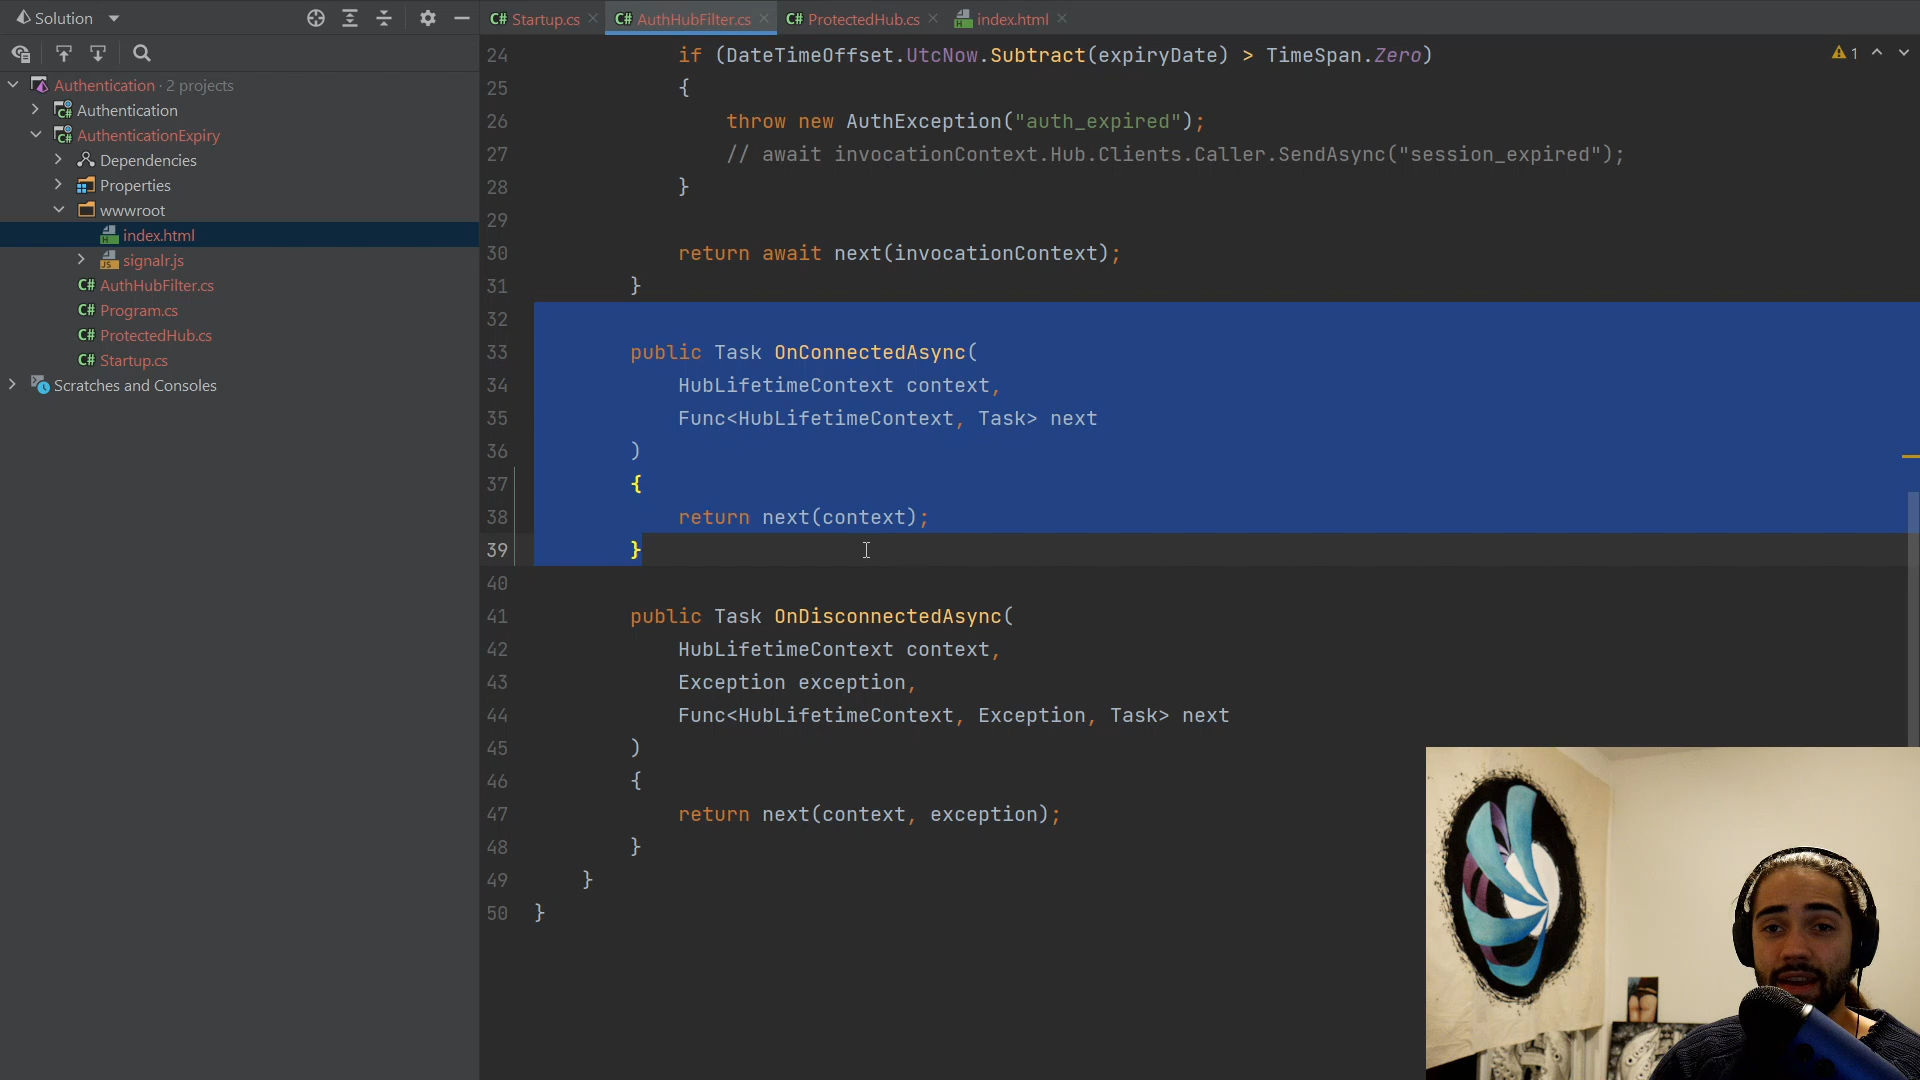 Solution
Startup.cs
AuthHubFilter.cs
ProtectedHub.cs
index.html
Authentication · 2 projects
Authentication
AuthenticationExpiry
Dependencies
Properties
wwwroot
index.html
signalr.js
C# AuthHubFilter.cs
C# Program.cs
C# ProtectedHub.cs
C# Startup.cs
Scratches and Consoles
1
24 if (DateTimeOffset.UtcNow.Subtract(expiryDate) > TimeSpan.Zero)
25 {
26 throw new AuthException("auth_expired");
27 // await invocationContext.Hub.Clients.Caller.SendAsync("session_expired");
28 }
29
30 return await next(invocationContext);
31 }
32
33 public Task OnConnectedAsync(
34 HubLifetimeContext context,
35 Func<HubLifetimeContext, Task> next
36 )
37 {
38 return next(context);
39 }
40
41 public Task OnDisconnectedAsync(
42 HubLifetimeContext context,
43 Exception exception,
44 Func<HubLifetimeContext, Exception, Task> next
45 )
46 {
47 return next(context, exception);
48 }
49 }
50 }